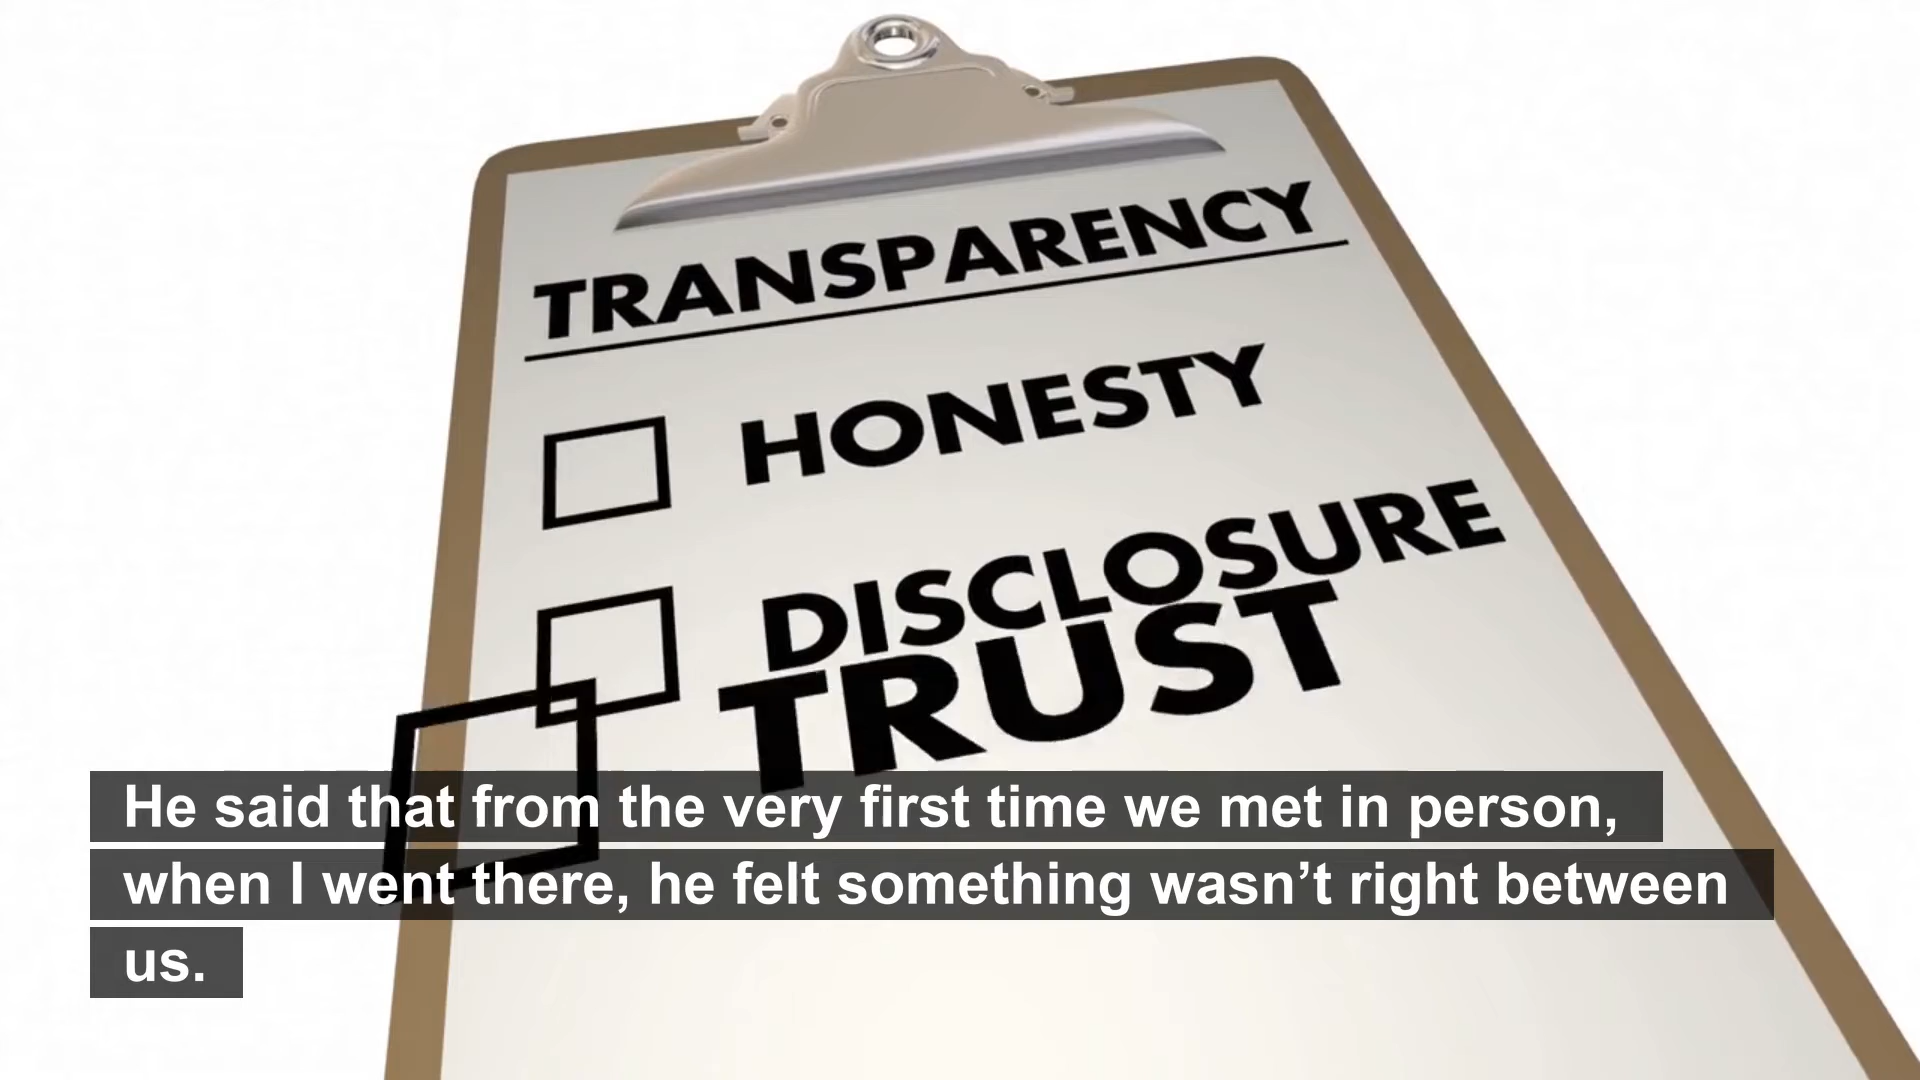 TRANSPARENCY
HONESTY
DISCLOSURE
TRUST
He said that from the very first time we met in person,
when I went there, he felt something wasn’t right between
us.